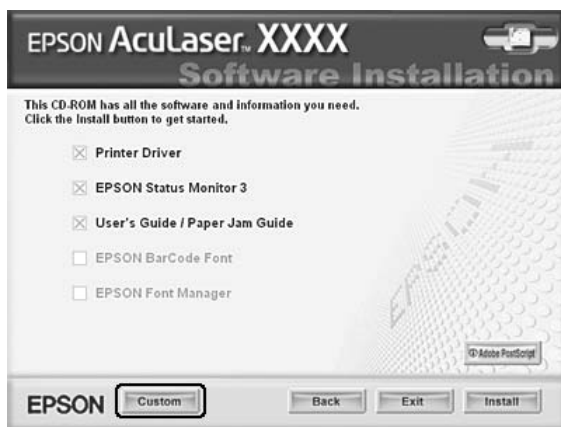 EPSON AcuLaser™ XXXX
Software Installation
This CD-ROM has all the software and information you need.
Click the Install button to get started.
Printer Driver
EPSON Status Monitor 3
User's Guide / Paper Jam Guide
EPSON BarCode Font
EPSON Font Manager
EPSON
Adobe PostScript
EPSON Custom Back Exit Install